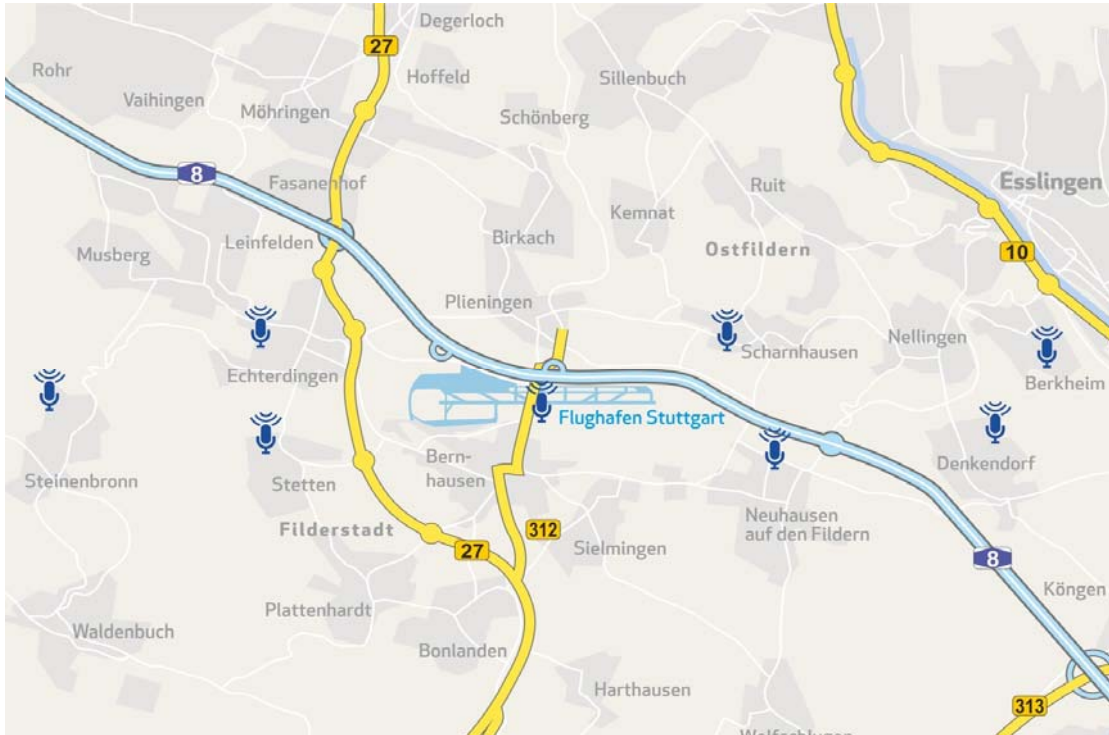 Degerloch
27
Rohr
Hoffeld
Sillenbuch
Vaihingen
Möhringen
Schönberg
8
Fasanenhof
Ruit
Esslingen
Kemnat
Leinfelden
Birkach
Musberg
Ostfildern
10
Plieningen
Nellingen
Scharnhausen
Echterdingen
Berkheim
Flughafen Stuttgart
Bern-
hausen
Denkendorf
Steinenbronn
Stetten
Neuhausen
auf den Fildern
Filderstadt
312
27
Sielmingen
8
Köngen
Plattenhardt
Waldenbuch
Bonlanden
Harthausen
313
Wolfschlugen